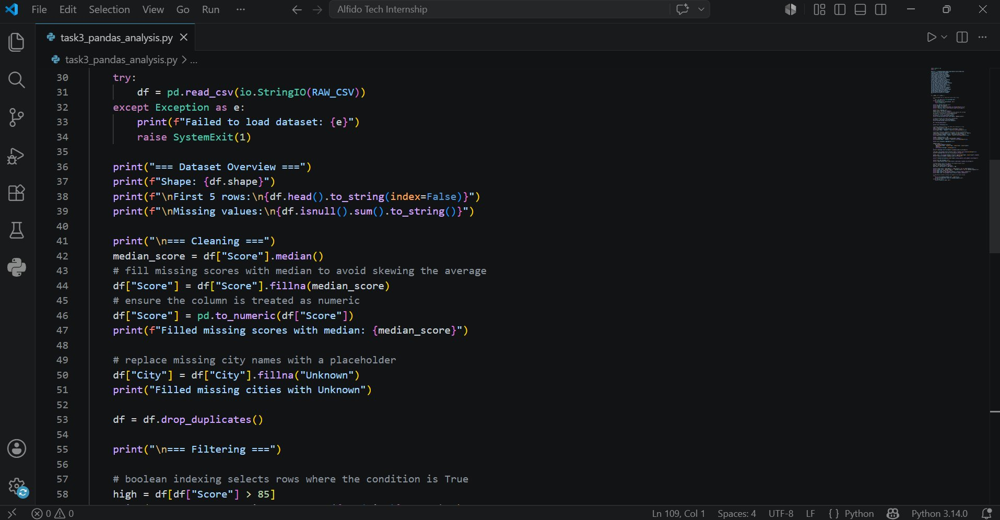 File Edit Selection View Go Run ··· Alfido Tech Internship
task3_pandas_analysis.py
task3_pandas_analysis.py > ...
30 try:
31 df = pd.read_csv(io.StringIO(RAW_CSV))
32 except Exception as e:
33 print(f"Failed to load dataset: {e}")
34 raise SystemExit(1)
35
36 print("=== Dataset Overview ===")
37 print(f"Shape: {df.shape}")
38 print(f"\nFirst 5 rows:\n{df.head().to_string(index=False)}")
39 print(f"\nMissing values:\n{df.isnull().sum().to_string()}")
40
41 print("\n=== Cleaning ===")
42 median_score = df["Score"].median()
43 # fill missing scores with median to avoid skewing the average
44 df["Score"] = df["Score"].fillna(median_score)
45 # ensure the column is treated as numeric
46 df["Score"] = pd.to_numeric(df["Score"])
47 print(f"Filled missing scores with median: {median_score}")
48
49 # replace missing city names with a placeholder
50 df["City"] = df["City"].fillna("Unknown")
51 print("Filled missing cities with Unknown")
52
53 df = df.drop_duplicates()
54
55 print("\n=== Filtering ===")
56
57 # boolean indexing selects rows where the condition is True
58 high = df[df["Score"] > 85]
0 0 Ln 109, Col 1 Spaces: 4 UTF-8 LF { } Python Python 3.14.0